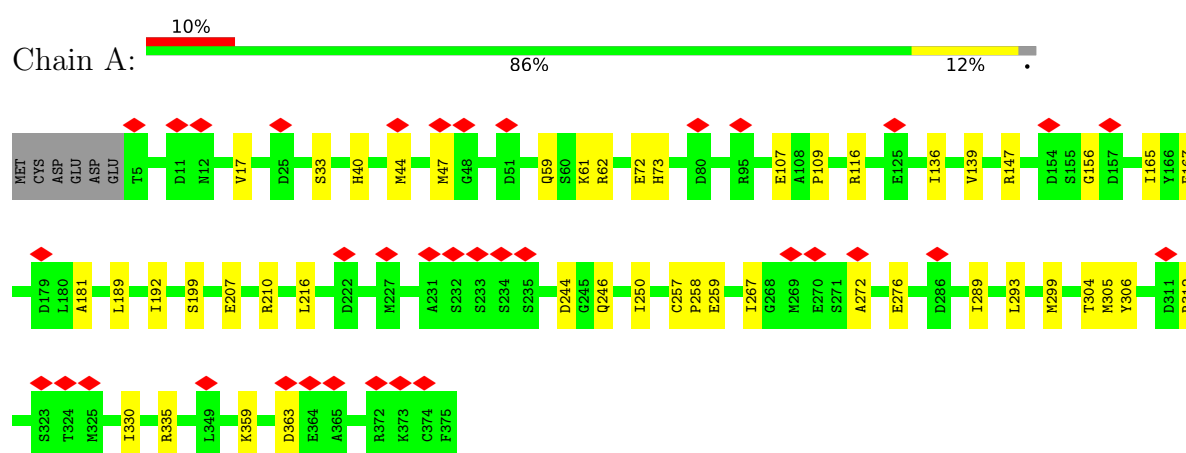 10%
Chain A:
86% 12% •
MET CYS ASP GLU ASP GLU T5 D11 N12 V17 D25 S33 H40 M44 M47 G48 D51 Q59 S60 K61 R62 E72 H73 D80 R95 E107 A108 P109 R116 E125 I136 V139 R147 D154 S155 G156 D157 I165 Y166
D179 L180 A181 L189 I192 S199 E207 R210 L216 D222 M227 A231 S232 S233 S234 S235 D244 G245 Q246 I250 C257 P258 E259 I267 G268 M269 E270 S271 A272 E276 D286 I289 L293 M299 T304 M305 Y306 D311
S323 T324 M325 I330 R335 L349 K359 D363 E364 A365 R372 K373 C374 F375